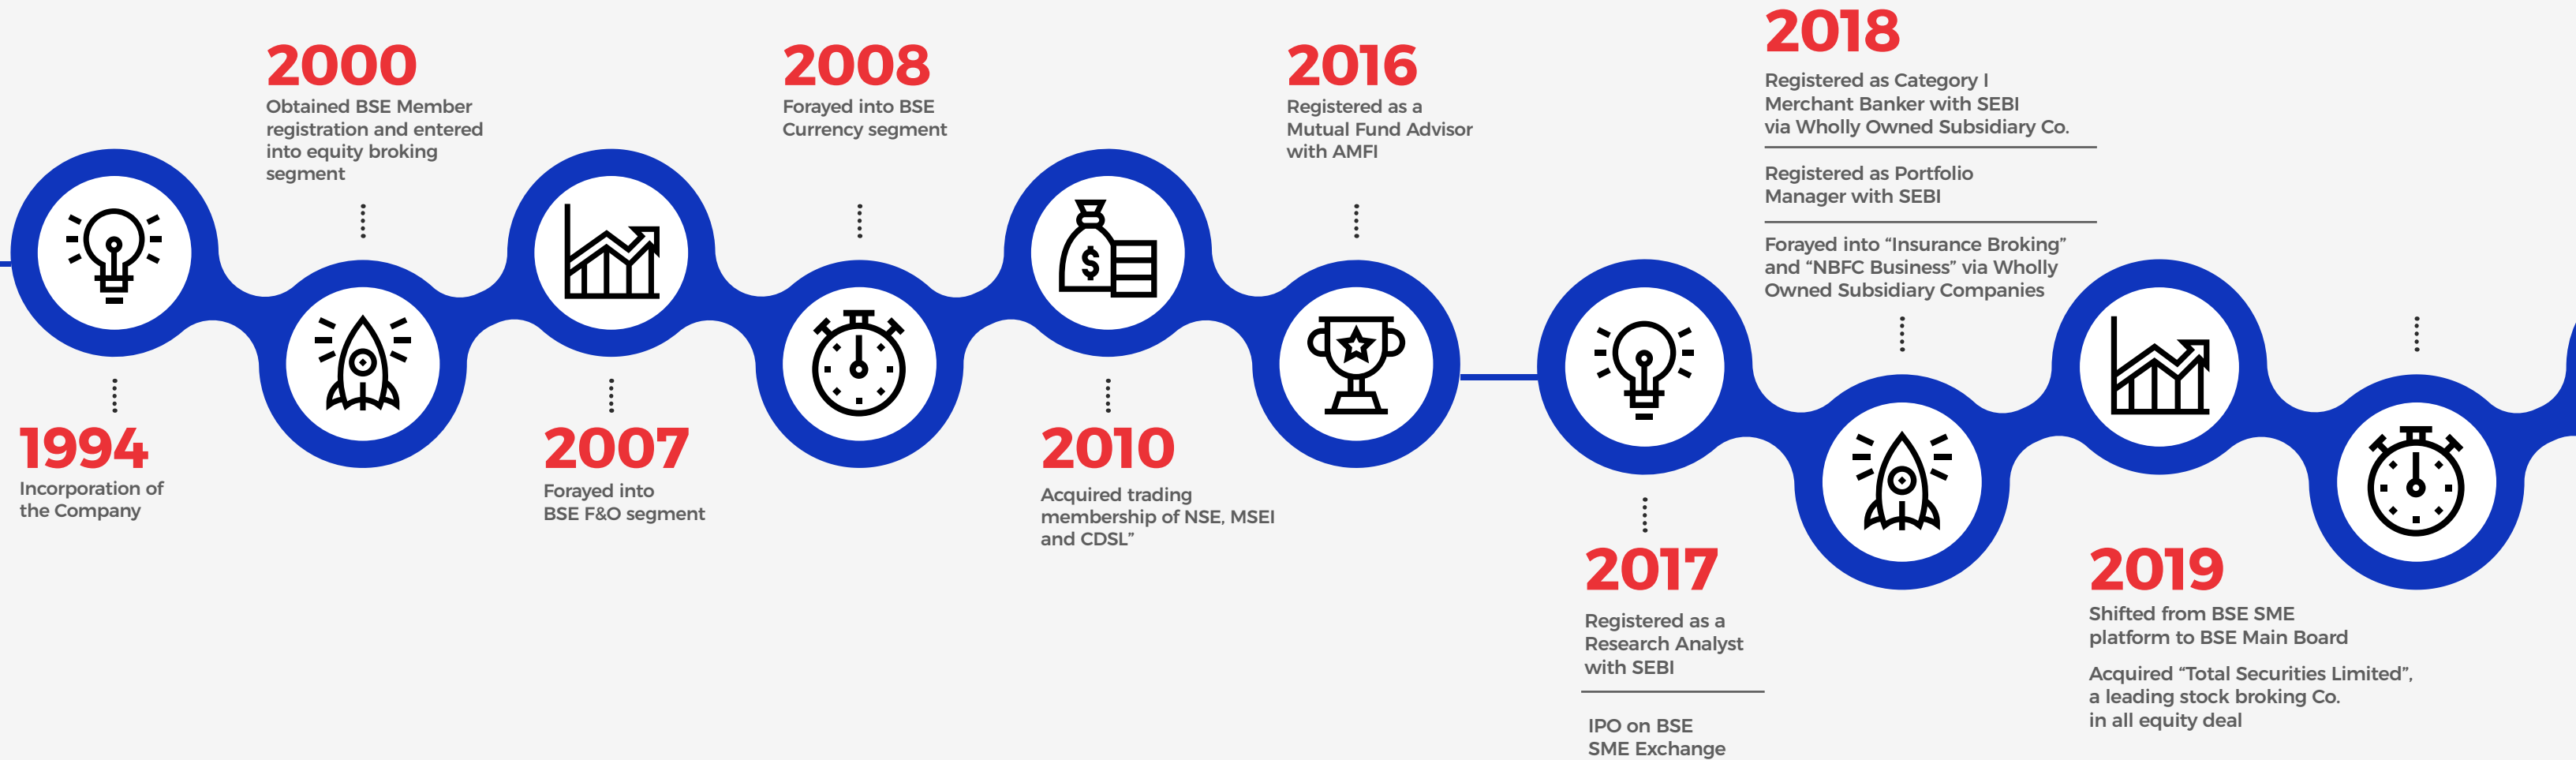 1994
Incorporation of
the Company
2000
Obtained BSE Member
registration and entered
into equity broking
segment
2007
Forayed into
BSE F&O segment
2008
Forayed into BSE
Currency segment
2010
Acquired trading
membership of NSE, MSEI
and CDSL”
2016
Registered as a
Mutual Fund Advisor
with AMFI
2017
Registered as a
Research Analyst
with SEBI
IPO on BSE
SME Exchange
2018
Registered as Category I
Merchant Banker with SEBI
via Wholly Owned Subsidiary Co.
Registered as Portfolio
Manager with SEBI
Forayed into “Insurance Broking”
and “NBFC Business” via Wholly
Owned Subsidiary Companies
2019
Shifted from BSE SME
platform to BSE Main Board
Acquired “Total Securities Limited”,
a leading stock broking Co.
in all equity deal
$